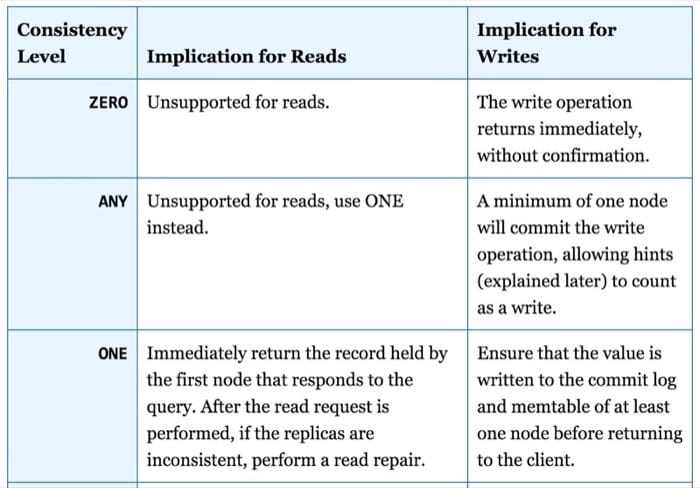 Consistency Level
Implication for Reads
Implication for Writes
ZERO
Unsupported for reads.
The write operation
returns immediately,
without confirmation.
ANY
Unsupported for reads, use ONE
instead.
A minimum of one node
will commit the write
operation, allowing hints
(explained later) to count
as a write.
ONE
Immediately return the record held by
the first node that responds to the
query. After the read request is
performed, if the replicas are
inconsistent, perform a read repair.
Ensure that the value is
written to the commit log
and memtable of at least
one node before returning
to the client.